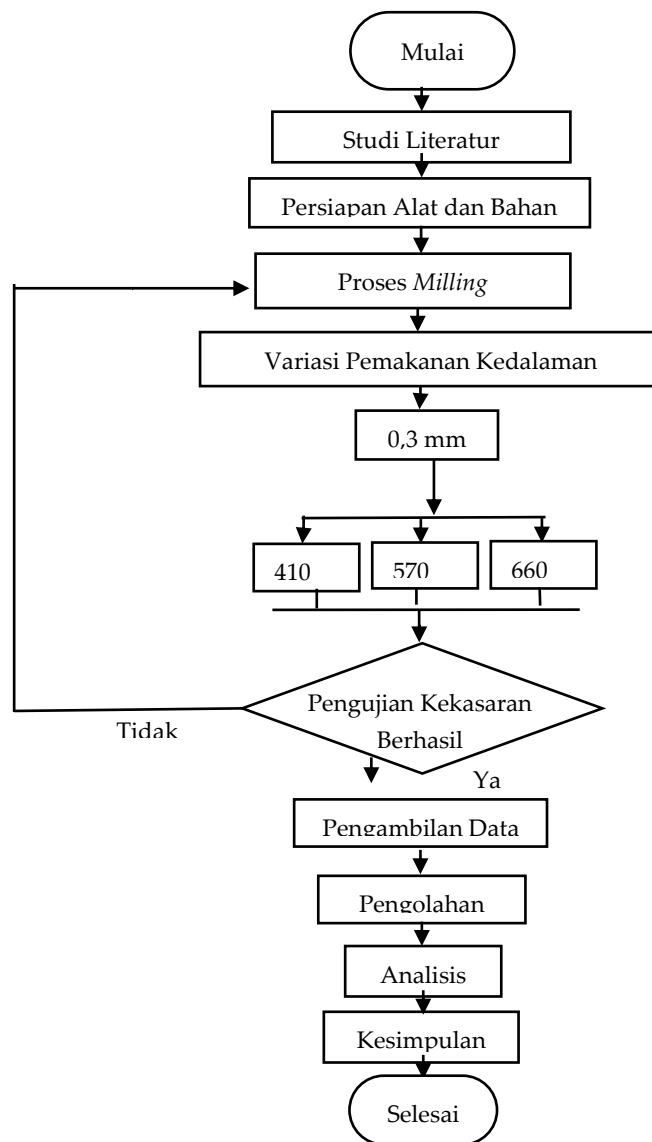 Mulai
Studi Literatur
Persiapan Alat dan Bahan
Proses Milling
Variasi Pemakanan Kedalaman
0,3 mm
410
570
660
Pengujian Kekasaran
Berhasil
Tidak
Ya
Pengambilan Data
Pengolahan
Analisis
Kesimpulan
Selesai